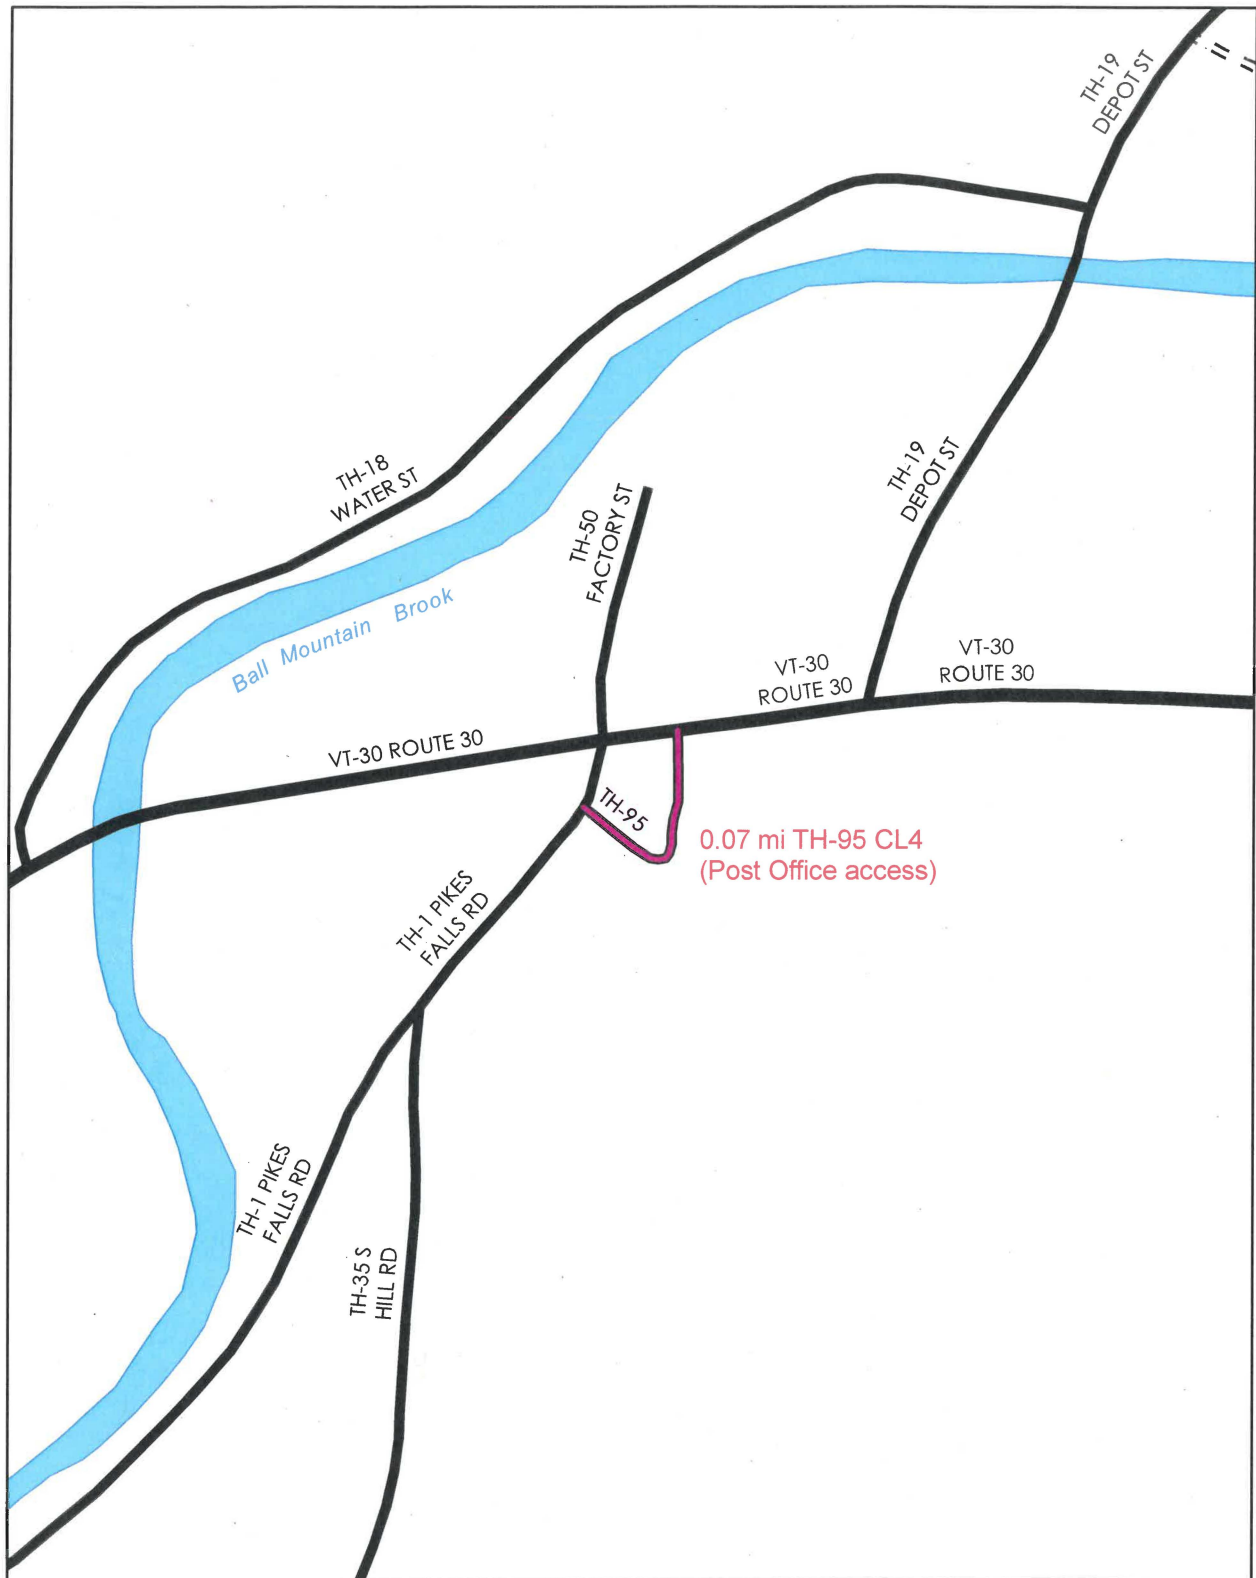 TH-19
DEPOT ST
TH-18
WATER ST
TH-19
DEPOT ST
TH-50
FACTORY ST
Ball Mountain Brook
VT-30
ROUTE 30
VT-30
ROUTE 30
VT-30 ROUTE 30
TH-95
0.07 mi TH-95 CL4
(Post Office access)
TH-1 PIKES
FALLS RD
TH-1 PIKES
FALLS RD
TH-35 S
HILL RD